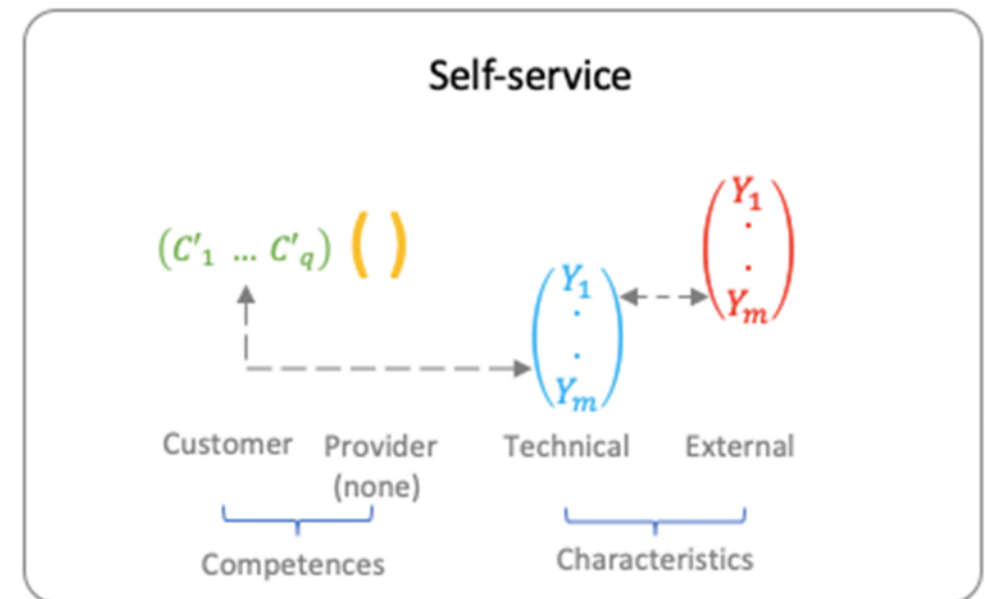 Self-service
(C′₁ ... C′q) ( )
Y₁
.
.
Yₘ
Y₁
.
.
Yₘ
Customer Provider (none) Technical External
Competences Characteristics